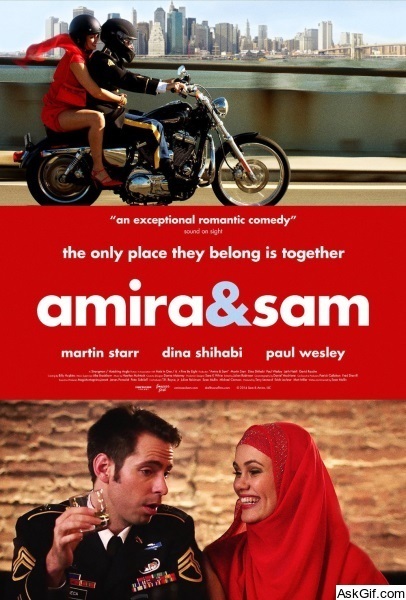 "an exceptional romantic comedy"
sound on sight
the only place they belong is together
amira&sam
martin starr dina shihabi paul wesley
AskGif.com